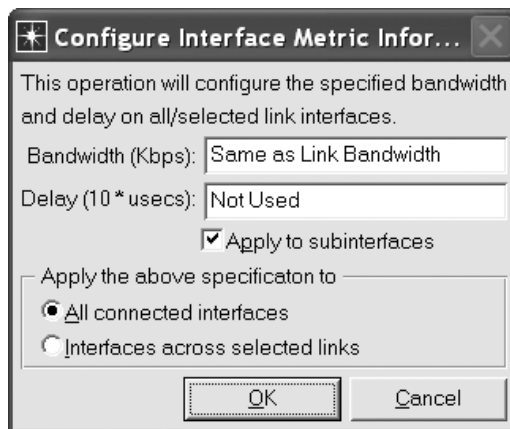 Configure Interface Metric Infor...
This operation will configure the specified bandwidth
and delay on all/selected link interfaces.
Bandwidth (Kbps): Same as Link Bandwidth
Delay (10 * usecs): Not Used
Apply to subinterfaces
Apply the above specificaton to
All connected interfaces
Interfaces across selected links
OK Cancel